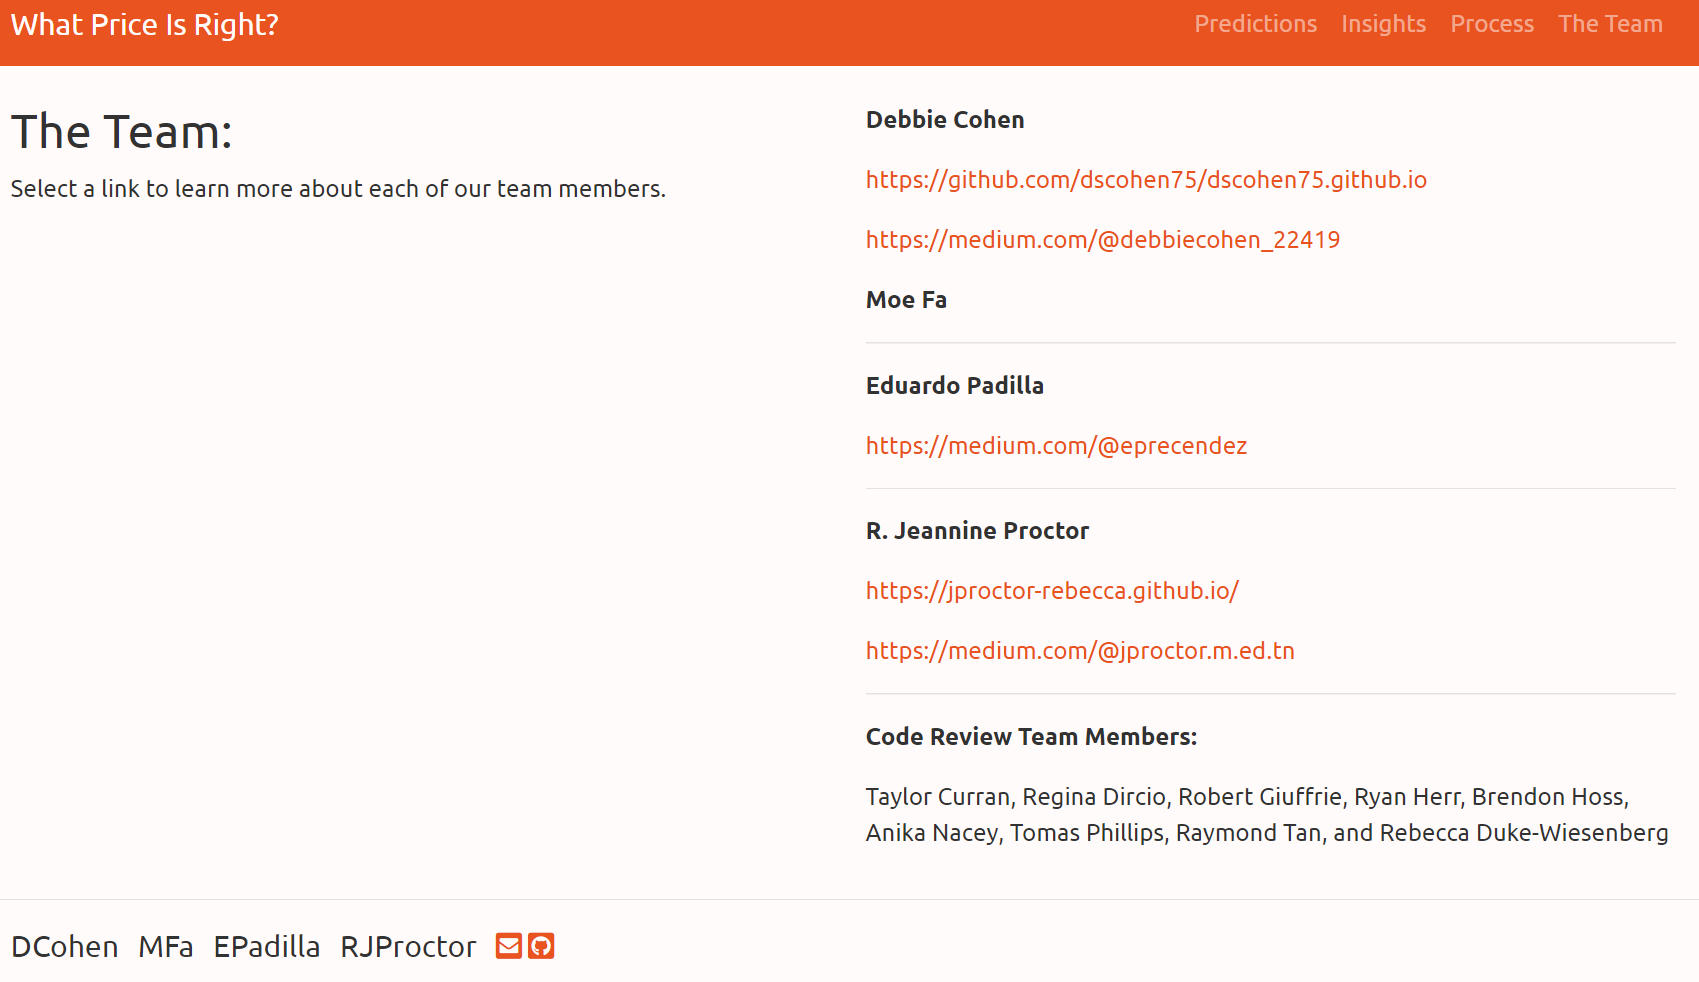 What Price Is Right?
Predictions Insights Process The Team
The Team:
Select a link to learn more about each of our team members.
Debbie Cohen
https://github.com/dscohen75/dscohen75.github.io
https://medium.com/@debbiecohen_22419
Moe Fa
Eduardo Padilla
https://medium.com/@eprecendez
R. Jeannine Proctor
https://jproctor-rebecca.github.io/
https://medium.com/@jproctor.m.ed.tn
Code Review Team Members:
Taylor Curran, Regina Dircio, Robert Giuffrie, Ryan Herr, Brendon Hoss,
Anika Nacey, Tomas Phillips, Raymond Tan, and Rebecca Duke-Wiesenberg
DCohen MFa EPadilla RJProctor